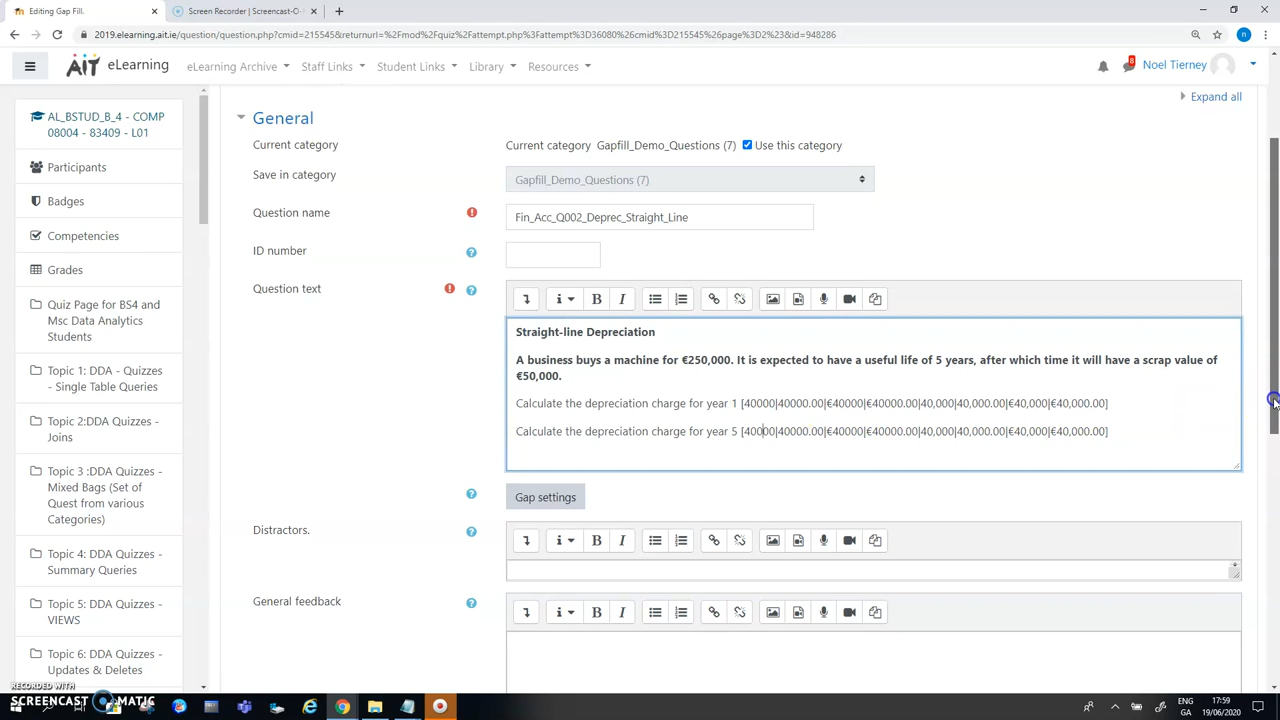 Editing Gap Fill.
Screen Recorder | Screencast-O-
2019.elearning.ait.ie/question/question.php?cmid=215545&returnurl=%2Fmod%2Fquiz%2Fattempt.php%3Fattempt%3D36080%26cmid%3D215545%26page%3D2%23&id=948286
AIT eLearning
eLearning Archive
Staff Links
Student Links
Library
Resources
8
Noel Tierney
AL_BSTUD_B_4 - COMP
08004 - 83409 - L01
Participants
Badges
Competencies
Grades
Quiz Page for BS4 and
Msc Data Analytics
Students
Topic 1: DDA - Quizzes
- Single Table Queries
Topic 2:DDA Quizzes -
Joins
Topic 3 :DDA Quizzes -
Mixed Bags (Set of
Quest from various
Categories)
Topic 4: DDA Quizzes -
Summary Queries
Topic 5: DDA Quizzes -
VIEWS
Topic 6: DDA Quizzes -
Updates & Deletes
Expand all
General
Current category
Current category Gapfill_Demo_Questions (7) Use this category
Save in category
Gapfill_Demo_Questions (7)
Question name
Fin_Acc_Q002_Deprec_Straight_Line
ID number
Question text
Straight-line Depreciation
A business buys a machine for €250,000. It is expected to have a useful life of 5 years, after which time it will have a scrap value of
€50,000.
Calculate the depreciation charge for year 1 [40000|40000.00|€40000|€40000.00|40,000|40,000.00|€40,000|€40,000.00]
Calculate the depreciation charge for year 5 [40000|40000.00|€40000|€40000.00|40,000|40,000.00|€40,000|€40,000.00]
Gap settings
Distractors.
General feedback
RECORDED WITH
SCREENCAST MATIC
ENG
GA
17:59
19/06/2020